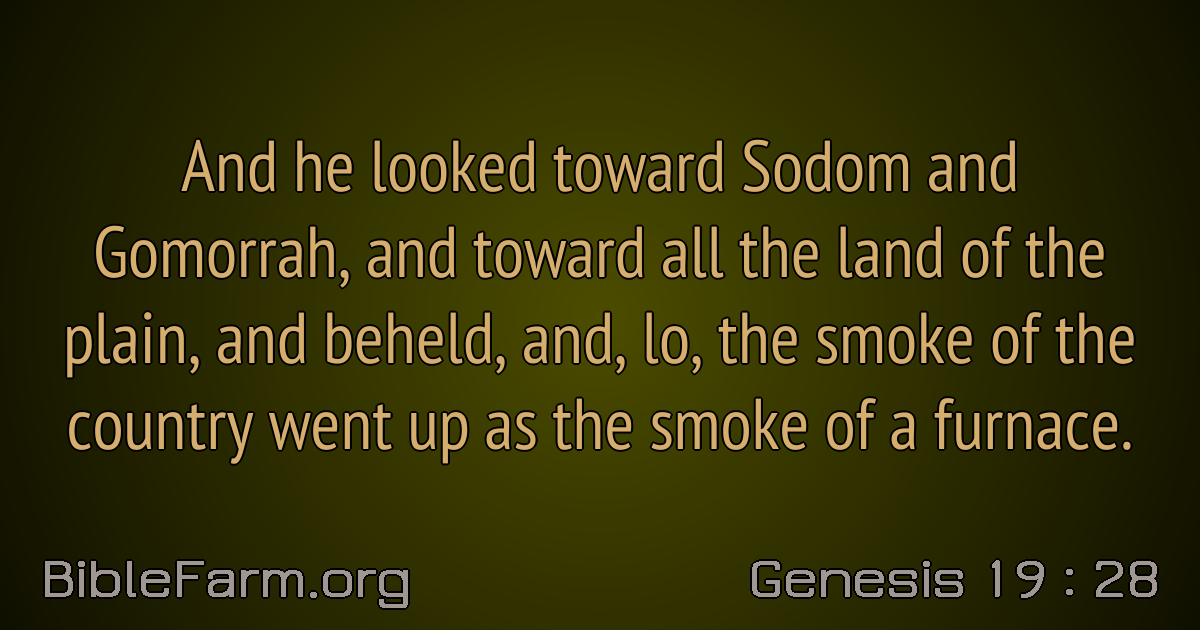 And he looked toward Sodom and
Gomorrah, and toward all the land of the
plain, and beheld, and, lo, the smoke of the
country went up as the smoke of a furnace.
BibleFarm.org
Genesis 19 : 28